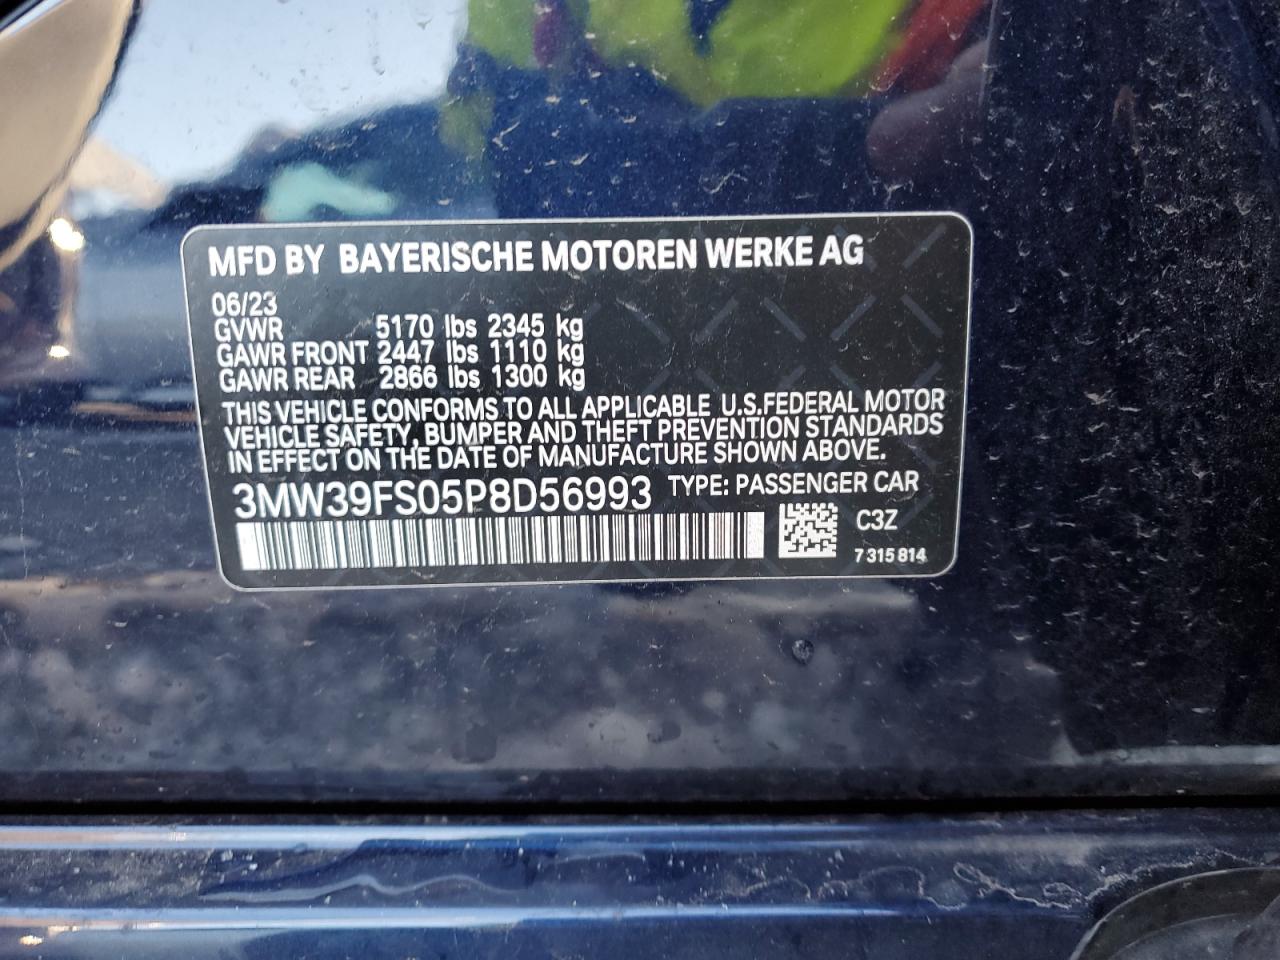 MFD BY BAYERISCHE MOTOREN WERKE AG
06/23
GVWR 5170 lbs 2345 kg
GAWR FRONT 2447 lbs 1110 kg
GAWR REAR 2866 lbs 1300 kg
THIS VEHICLE CONFORMS TO ALL APPLICABLE U.S.FEDERAL MOTOR
VEHICLE SAFETY, BUMPER AND THEFT PREVENTION STANDARDS
IN EFFECT ON THE DATE OF MANUFACTURE SHOWN ABOVE.
3MW39FS05P8D56993 TYPE: PASSENGER CAR
C3Z
7 315 814